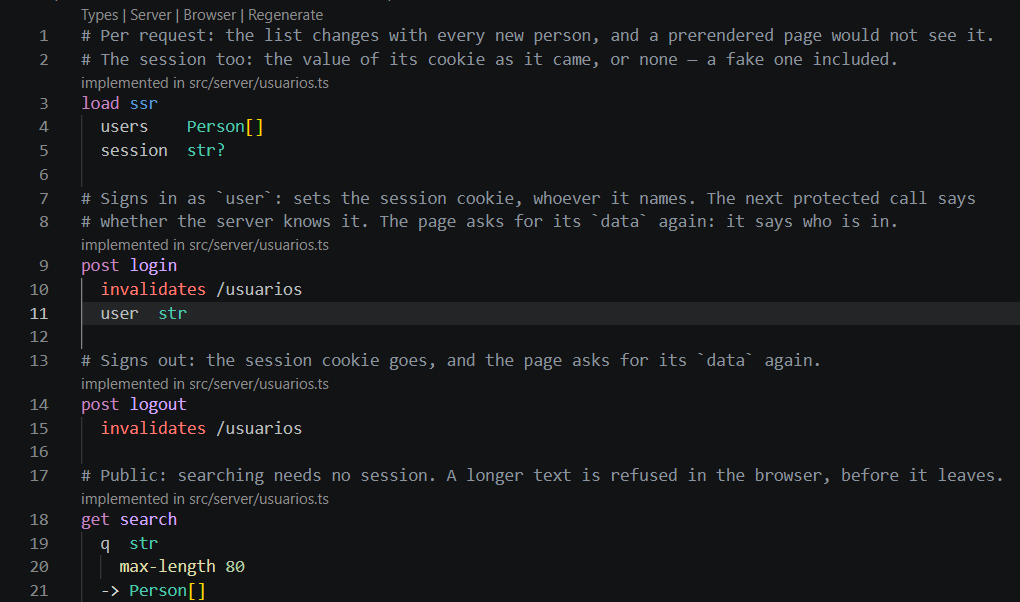 Types | Server | Browser | Regenerate
1 # Per request: the list changes with every new person, and a prerendered page would not see it.
2 # The session too: the value of its cookie as it came, or none — a fake one included.
implemented in src/server/usuarios.ts
3 load ssr
4 users Person[]
5 session str?
6
7 # Signs in as `user`: sets the session cookie, whoever it names. The next protected call says
8 # whether the server knows it. The page asks for its `data` again: it says who is in.
implemented in src/server/usuarios.ts
9 post login
10 invalidates /usuarios
11 user str
12
13 # Signs out: the session cookie goes, and the page asks for its `data` again.
implemented in src/server/usuarios.ts
14 post logout
15 invalidates /usuarios
16
17 # Public: searching needs no session. A longer text is refused in the browser, before it leaves.
implemented in src/server/usuarios.ts
18 get search
19 q str
20 max-length 80
21 -> Person[]